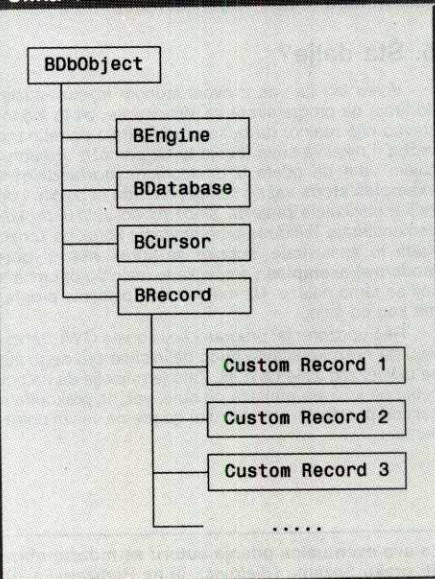 BDbObject
BEngine
BDatabase
BCursor
BRecord
Custom Record 1
Custom Record 2
Custom Record 3
.....